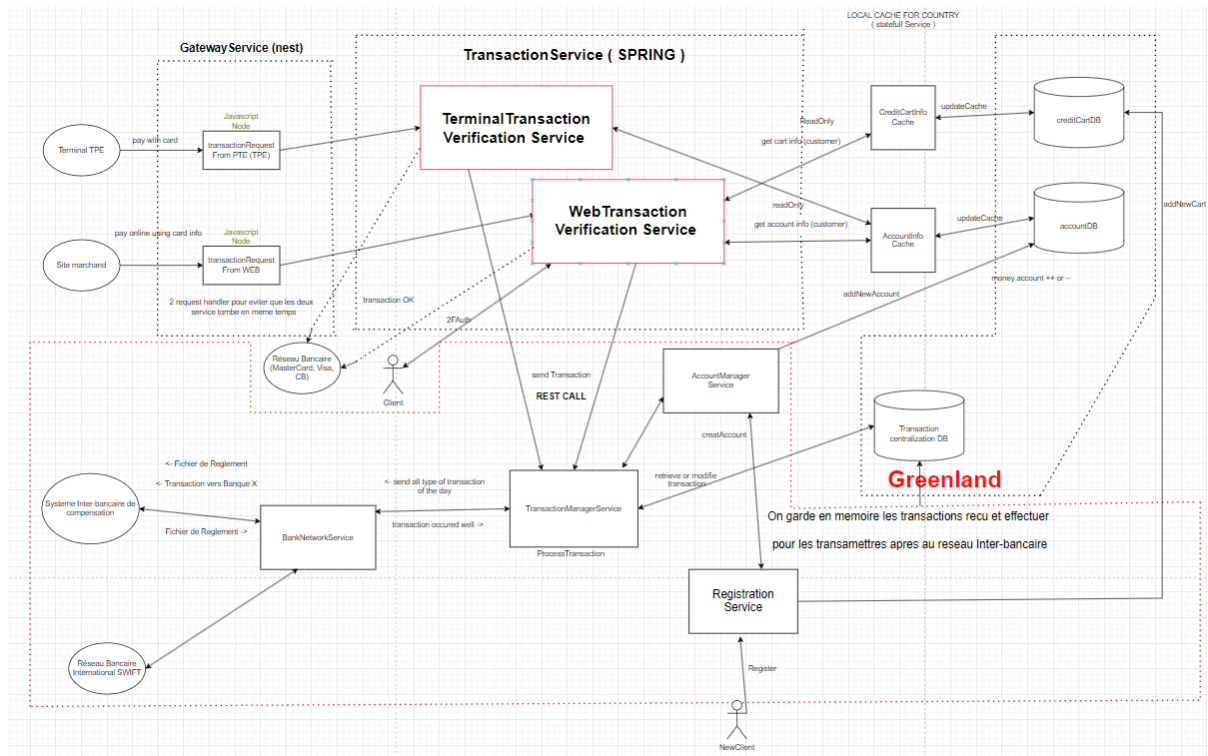 LOCAL CACHE FOR COUNTRY
( statefull Service )
GatewayService (nest)
TransactionService ( SPRING )
Javascript
Node
Terminal TPE
pay with card
transactionRequest
From PTE (TPE)
TerminalTransaction
Verification Service
ReadOnly
get cart info (customer)
CreditCartInfo
Cache
updateCache
creditCartDB
WebTransaction
Verification Service
readOnly
get account info (customer)
AccountInfo
Cache
updateCache
accountDB
addNewCart
pay online using card info
Javascript
Node
Site marchand
transactionRequest
From WEB
2 request handler pour eviter que les deux
service tombe en meme temps
transaction OK
2FAuth
addNewAccount
money account ++ or --
Réseau Bancaire
(MasterCard, Visa,
CB)
Client
send Transaction
REST CALL
AccountManager
Service
creatAccount
Transaction
centralization DB
retrieve or modifie
transaction
Greenland
On garde en memoire les transactions recu et effectuer
pour les transamettres apres au reseau Inter-bancaire
<- Fichier de Reglement
<- Transaction vers Banque X
Systeme Inter-bancaire de
compensation
Fichier de Reglement ->
<- send all type of transaction
of the day
transaction occured well ->
BankNetworkService
TransactionManagerService
ProcessTransaction
Registration
Service
Réseau Bancaire
International SWIFT
Register
NewClient